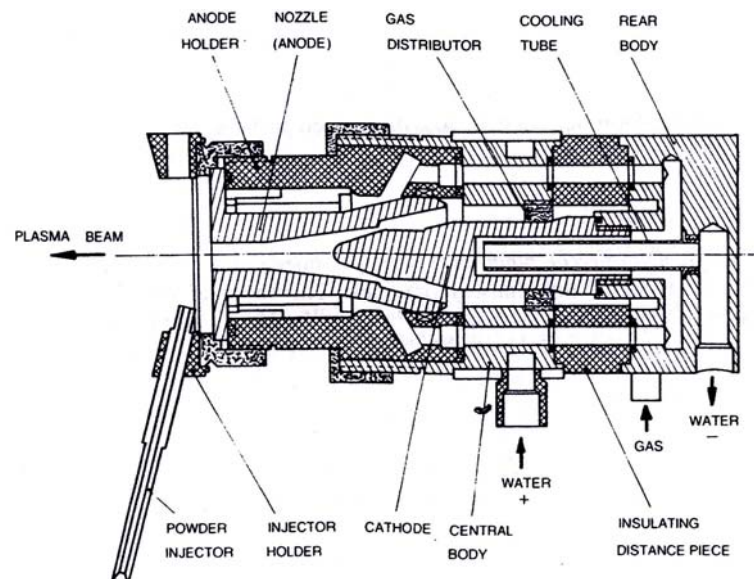 ANODE HOLDER
NOZZLE (ANODE)
GAS DISTRIBUTOR
COOLING TUBE
REAR BODY
PLASMA BEAM
WATER
−
GAS
WATER
+
POWDER INJECTOR
INJECTOR HOLDER
CATHODE
CENTRAL BODY
INSULATING DISTANCE PIECE